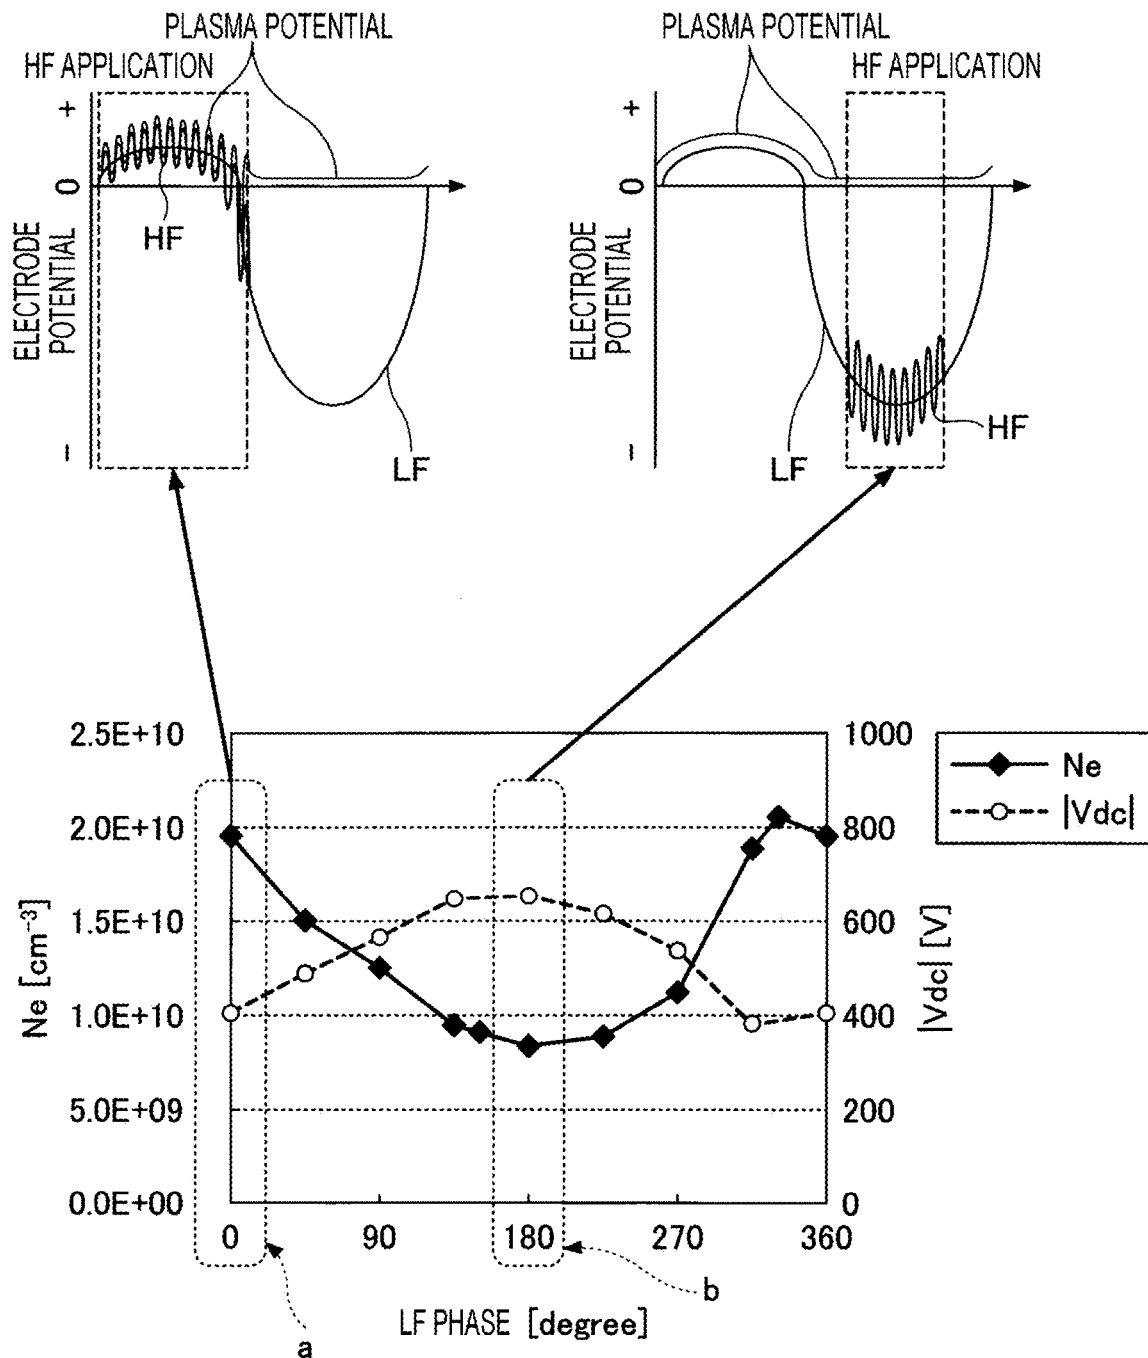 PLASMA POTENTIAL
HF APPLICATION
+
0
−
ELECTRODE
POTENTIAL
HF
LF
PLASMA POTENTIAL
HF APPLICATION
+
0
−
ELECTRODE
POTENTIAL
LF
HF
2.5E+10
2.0E+10
1.5E+10
1.0E+10
5.0E+09
0.0E+00
Ne [cm⁻³]
1000
800
600
400
200
0
|Vdc| [V]
Ne
|Vdc|
0 90 180 270 360
LF PHASE [degree]
a
b